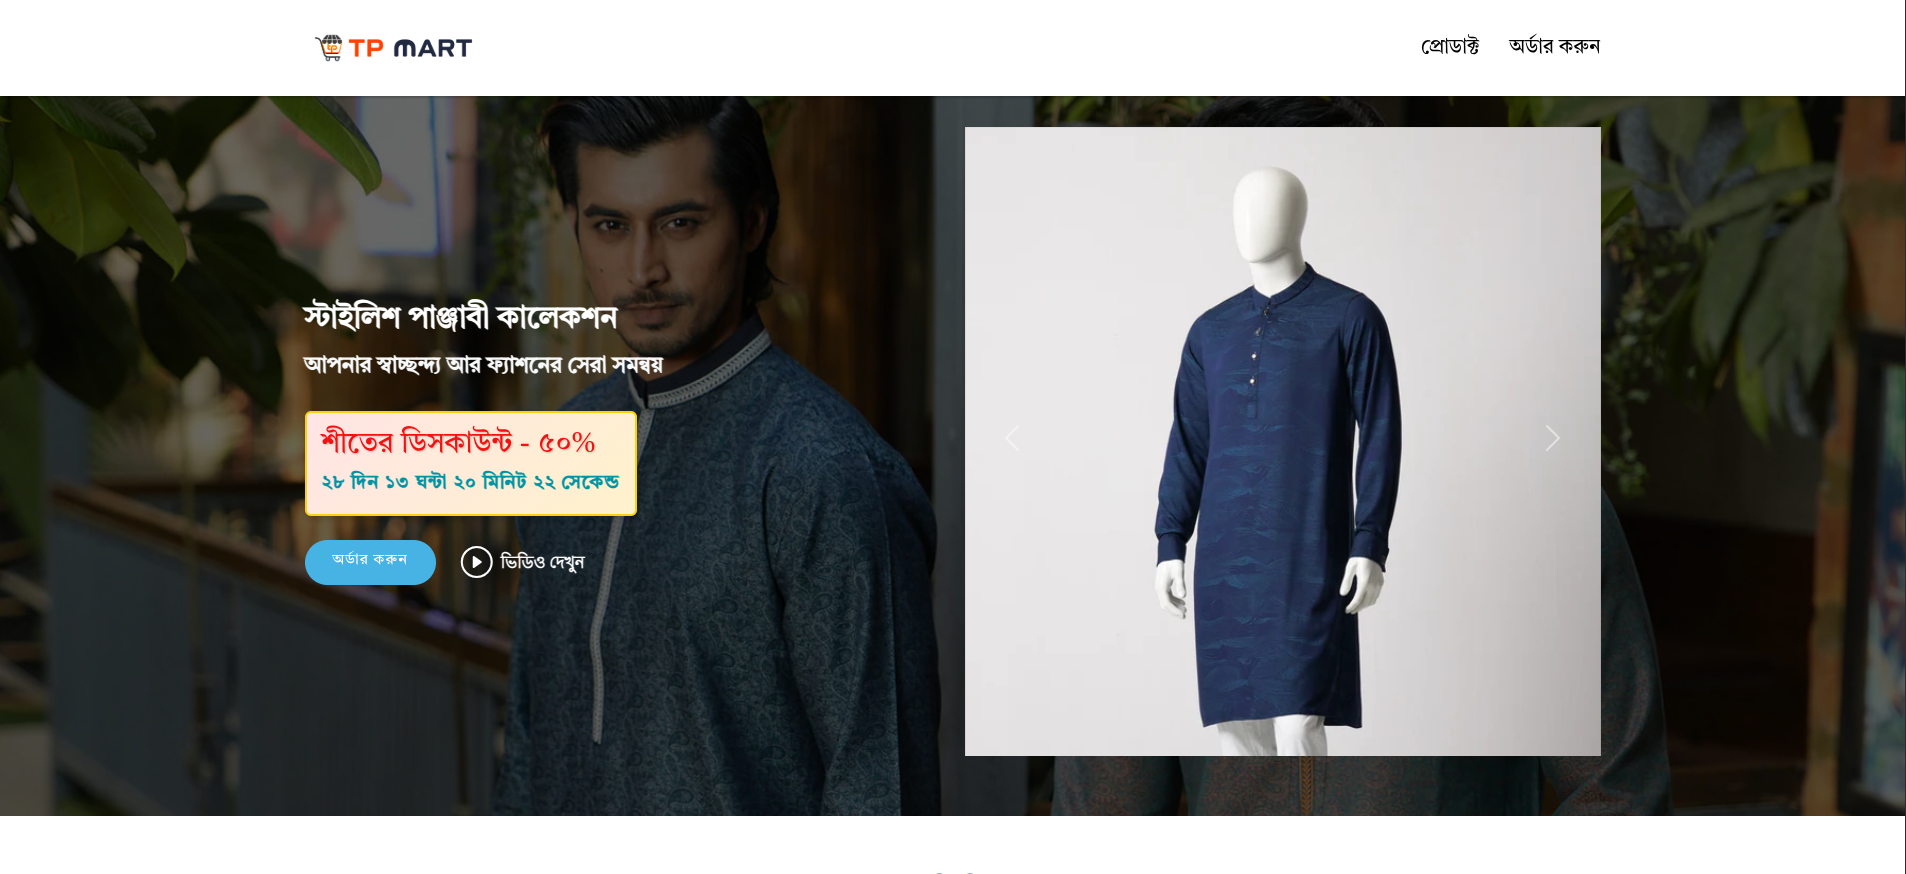 TP MART
প্রোডাক্ট অর্ডার করুন
স্টাইলিশ পাঞ্জাবী কালেকশন
আপনার স্বাচ্ছন্দ্য আর ফ্যাশনের সেরা সমন্বয়
শীতের ডিসকাউন্ট - ৫০%
২৮ দিন ১৩ ঘন্টা ২০ মিনিট ২২ সেকেন্ড
অর্ডার করুন ভিডিও দেখুন